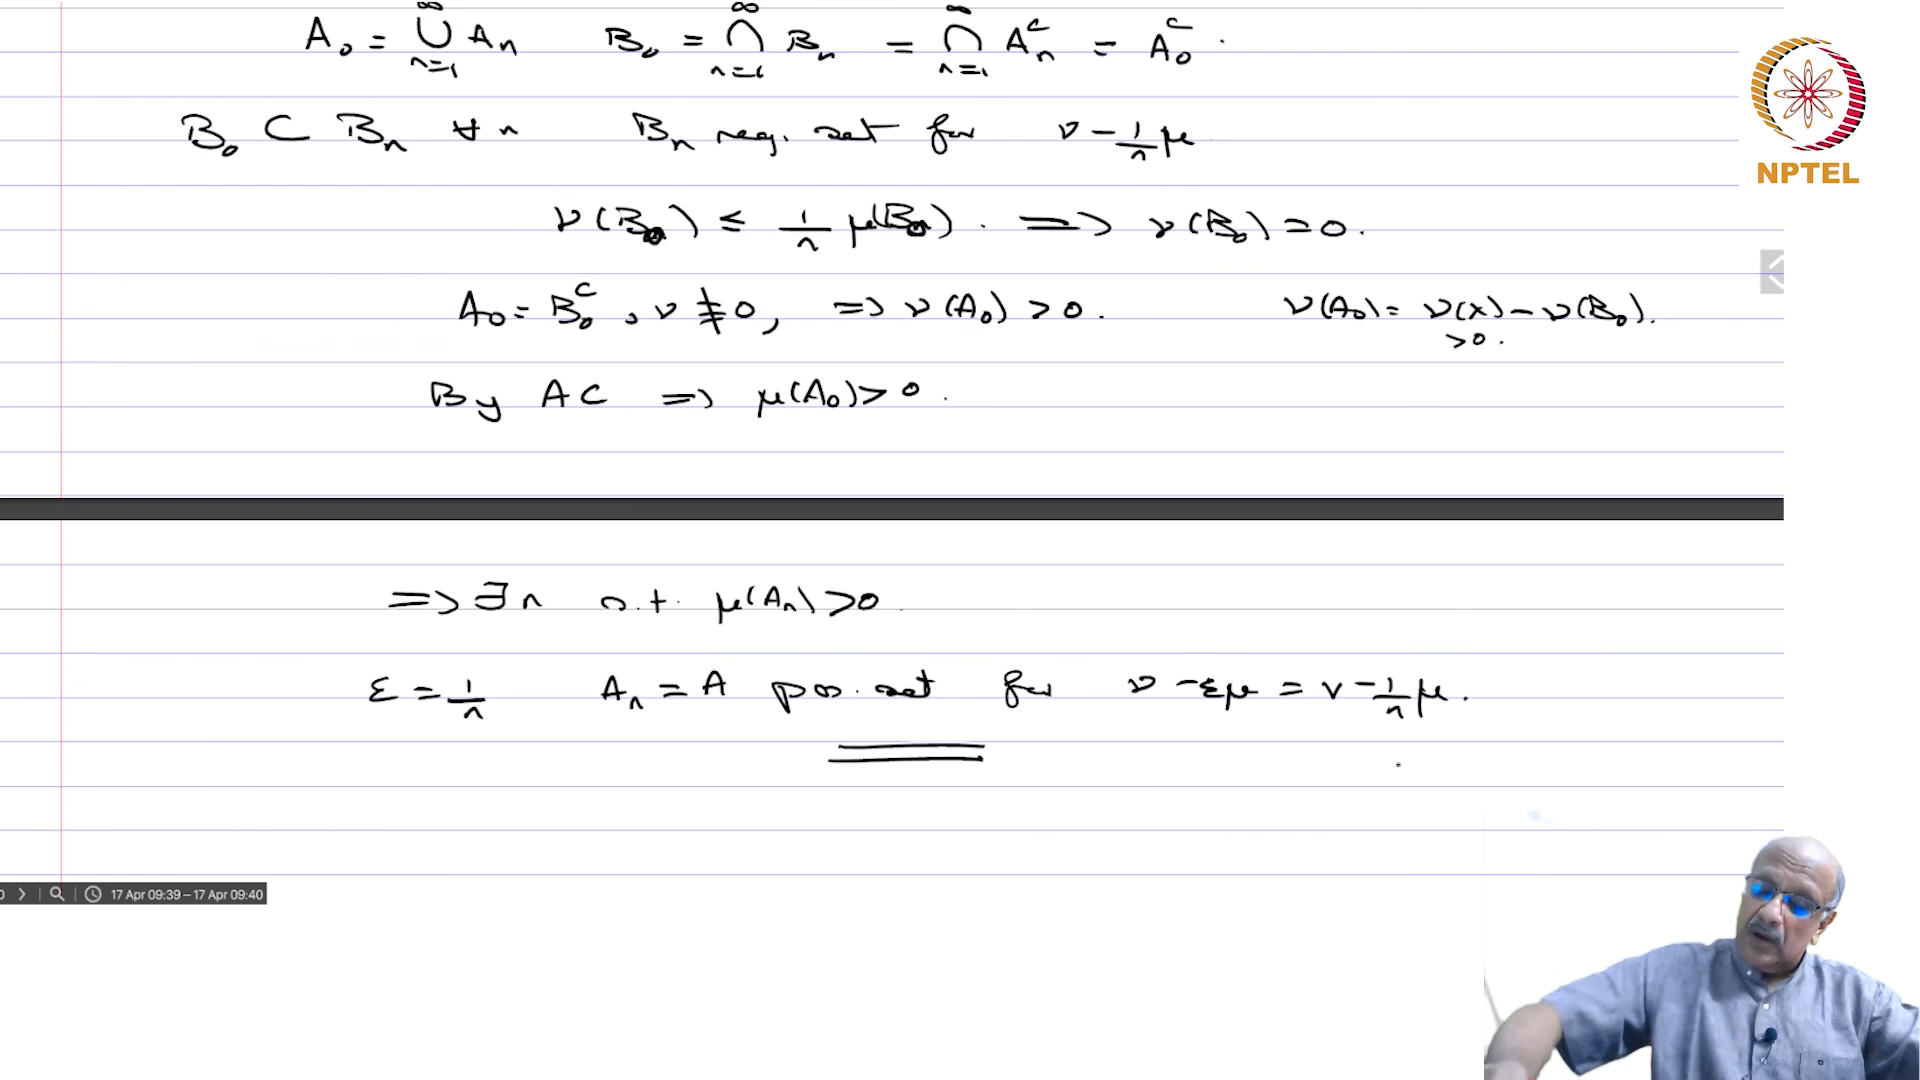 A₀ = ⋃_{n=1}^{∞} Aₙ   B₀ = ⋂_{n=1}^{∞} Bₙ = ⋂_{n=1}^{∞} Aₙᶜ = A₀ᶜ.
NPTEL
B₀ ⊂ Bₙ ∀ n   Bₙ neg. set for ν - 1/n μ
ν(B₀) ≤ 1/n μ(B₀). ⟹ ν(B₀) = 0.
A₀ = B₀ᶜ, ν ≢ 0, ⟹ ν(A₀) > 0.   ν(A₀) = ν(X) - ν(B₀).
> 0.
By AC ⟹ μ(A₀) > 0.
⟹ ∃ n s.t. μ(Aₙ) > 0.
ε = 1/n   Aₙ = A pos. set for ν - εμ = ν - 1/n μ.
17 Apr 09:39 – 17 Apr 09:40